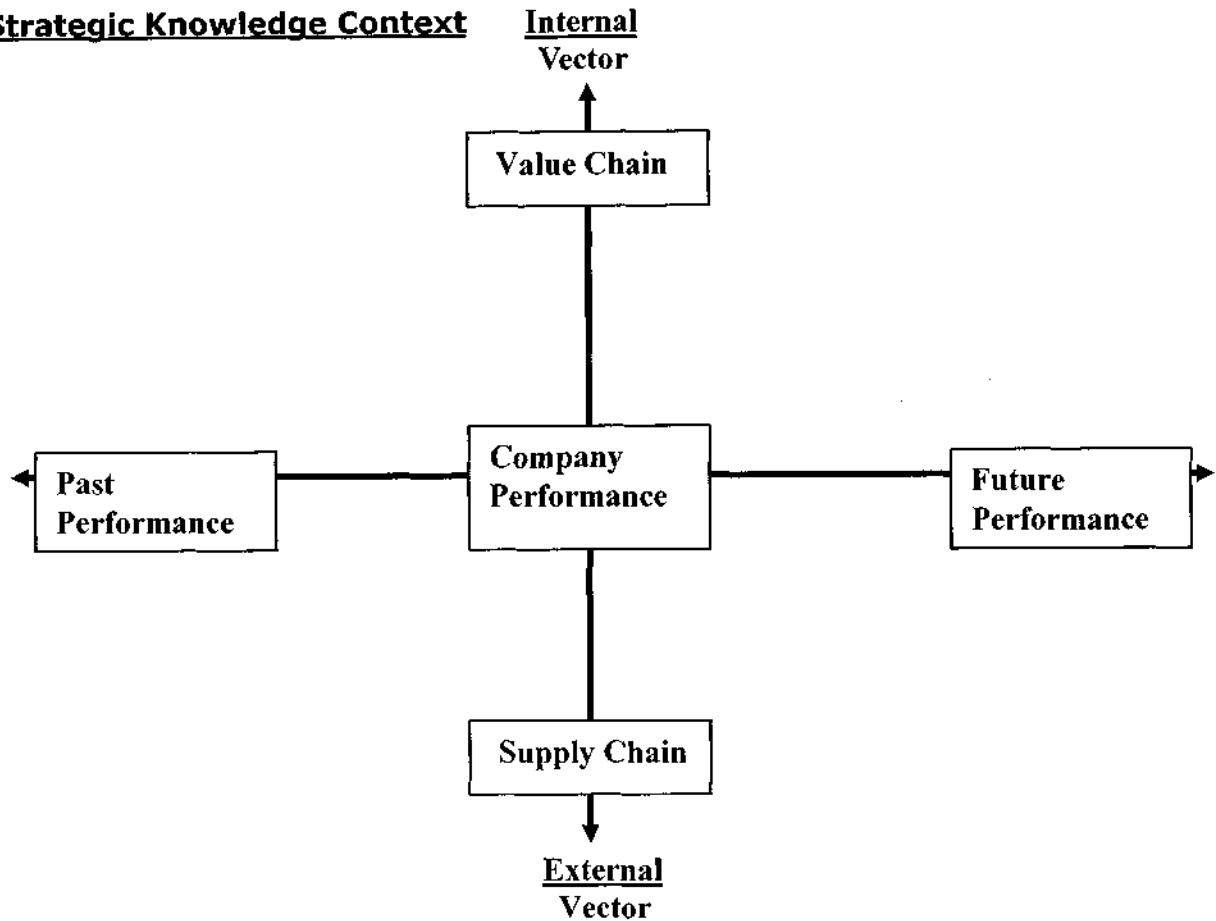 Strategic Knowledge Context
Internal
Vector
Value Chain
Company
Performance
Past
Performance
Future
Performance
Supply Chain
External
Vector